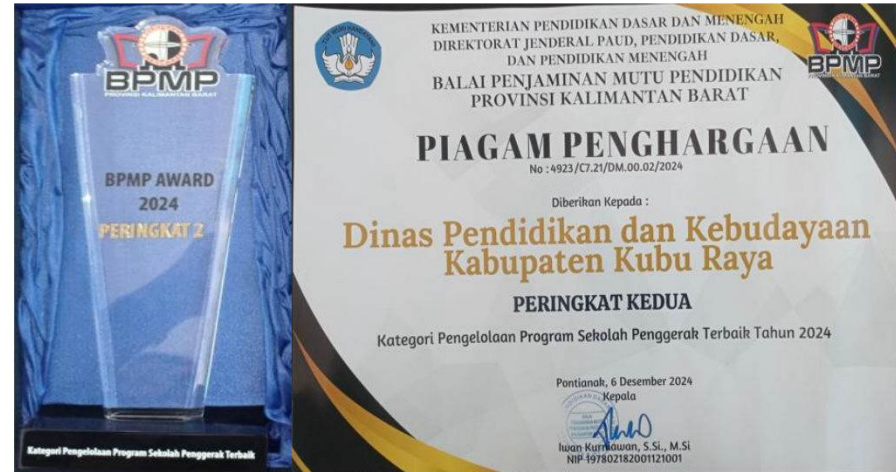 BPMP
PROVINSI KALIMANTAN BARAT
BPMP AWARD
2024
PERINGKAT 2
Kategori Pengelolaan Program Sekolah Penggerak Terbaik
KEMENTERIAN PENDIDIKAN DASAR DAN MENENGAH
DIREKTORAT JENDERAL PAUD, PENDIDIKAN DASAR,
DAN PENDIDIKAN MENENGAH
BALAI PENJAMINAN MUTU PENDIDIKAN
PROVINSI KALIMANTAN BARAT
BPMP
PROVINSI KALIMANTAN BARAT
PIAGAM PENGHARGAAN
No : 4923/C7.21/DM.00.02/2024
Diberikan Kepada :
Dinas Pendidikan dan Kebudayaan
Kabupaten Kubu Raya
PERINGKAT KEDUA
Kategori Pengelolaan Program Sekolah Penggerak Terbaik Tahun 2024
Pontianak, 6 Desember 2024
Kepala
Iwan Kurniawan, S.Si., M.Si
NIP 197802182001121001